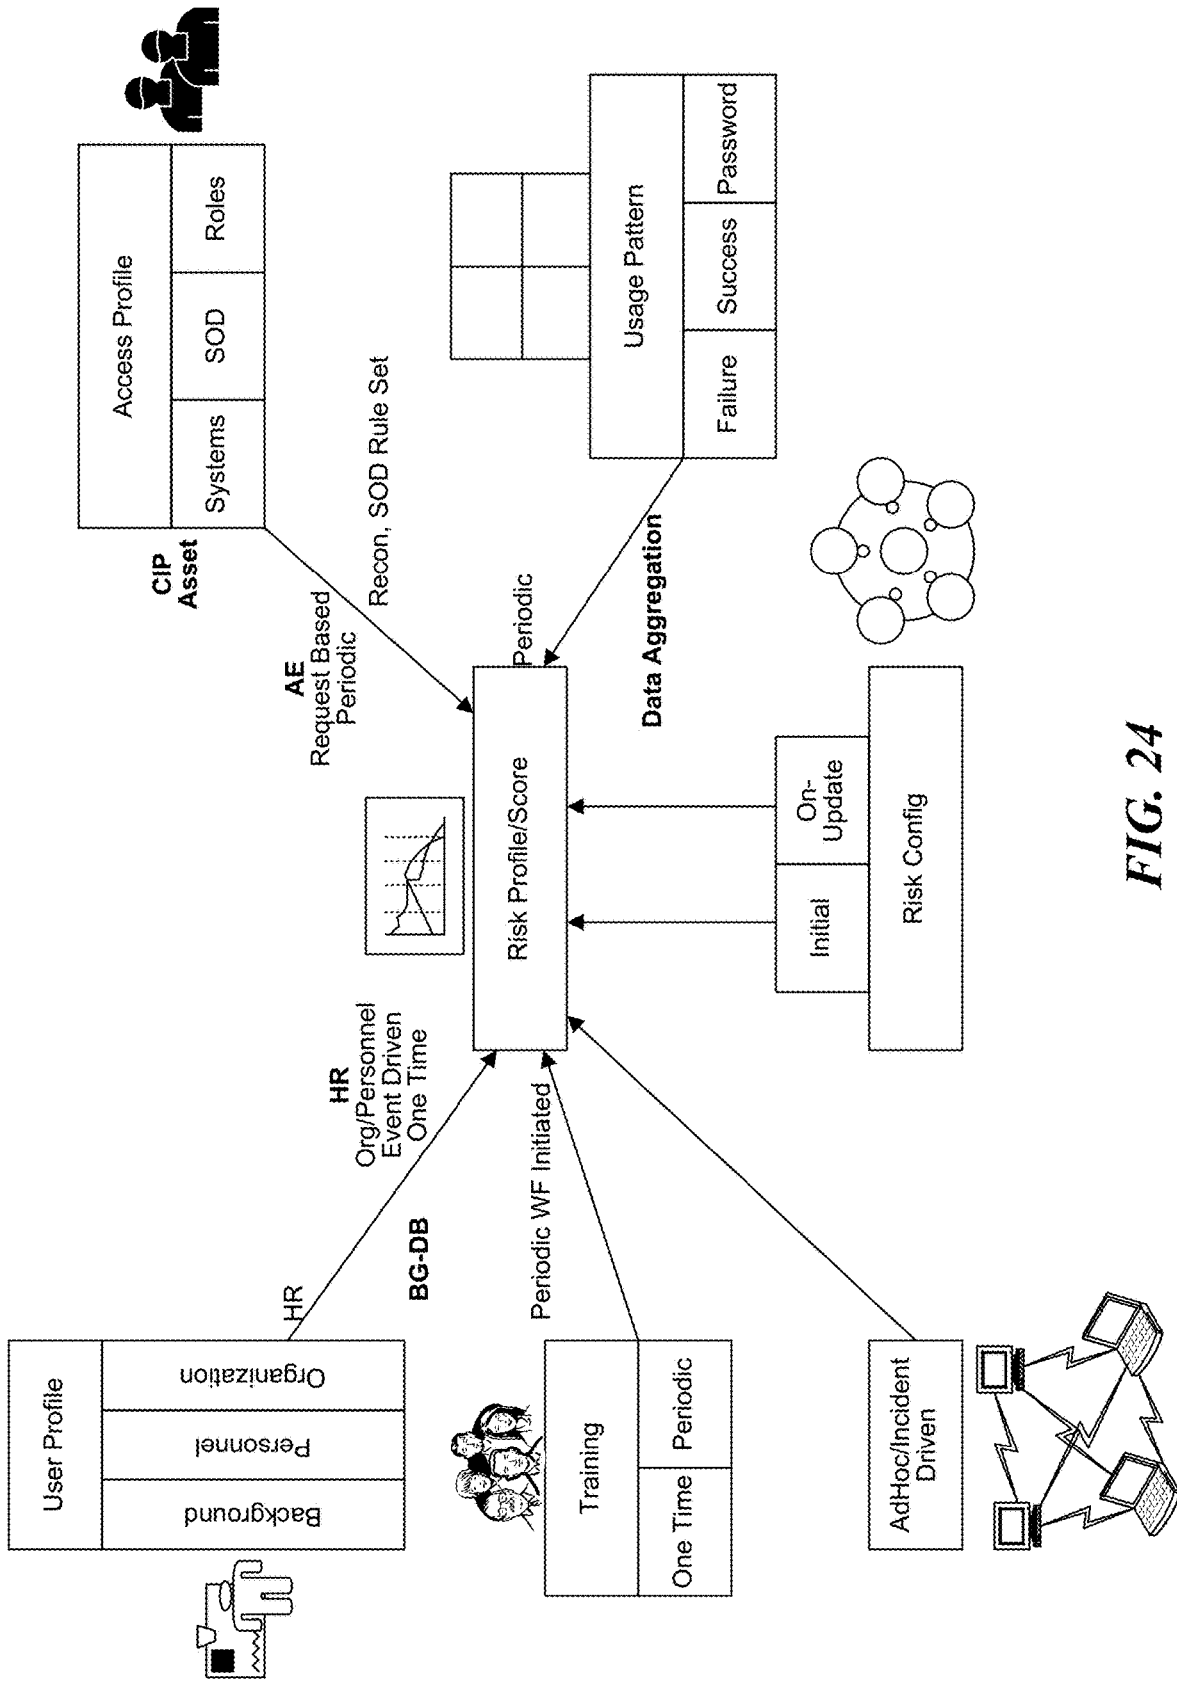 User Profile
Background
Personnel
Organization
HR
BG-DB
HR
Org/Personnel
Event Driven
One Time
AE
Request Based
Periodic
CIP
Asset
Access Profile
Systems
SOD
Roles
Recon, SOD Rule Set
Training
One Time
Periodic
Periodic WF Initiated
Risk Profile/Score
Periodic
Data Aggregation
Usage Pattern
Failure
Success
Password
AdHoc/Incident
Driven
Initial
On-
Update
Risk Config
FIG. 24